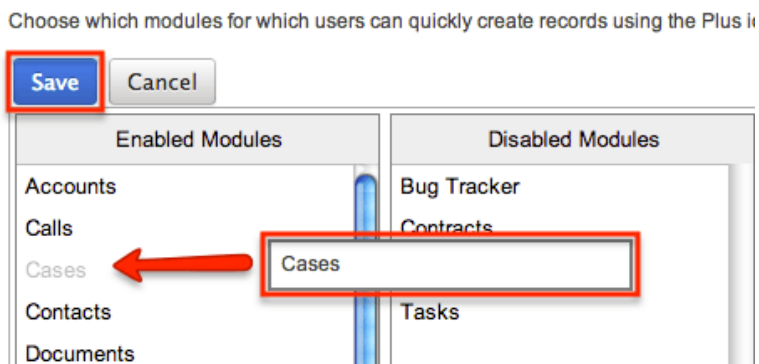 Choose which modules for which users can quickly create records using the Plus
Save Cancel
Enabled Modules Disabled Modules
Accounts Bug Tracker
Calls Contracts
Cases Cases
Contacts Tasks
Documents